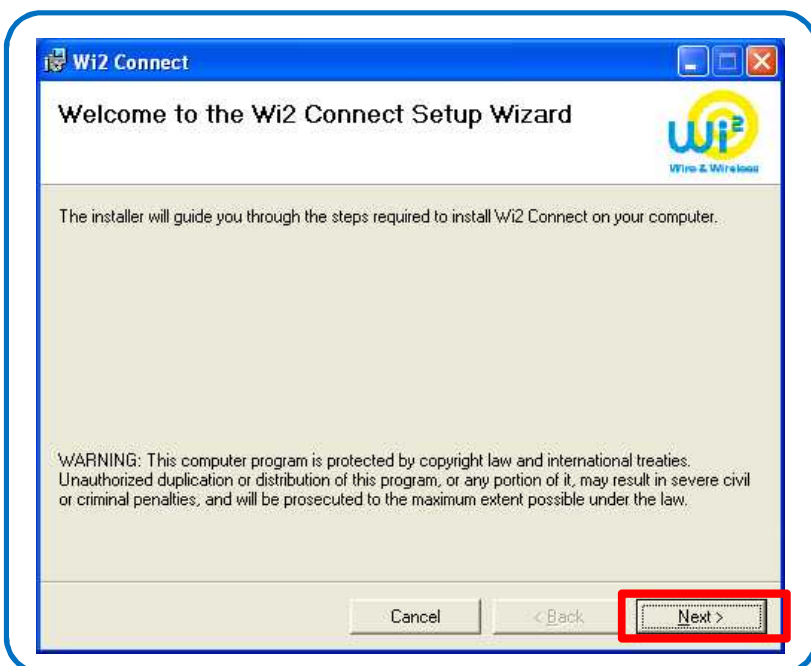 Wi2 Connect
Welcome to the Wi2 Connect Setup Wizard
Wi2
Wire & Wireless
The installer will guide you through the steps required to install Wi2 Connect on your computer.
WARNING: This computer program is protected by copyright law and international treaties.
Unauthorized duplication or distribution of this program, or any portion of it, may result in severe civil
or criminal penalties, and will be prosecuted to the maximum extent possible under the law.
Cancel
< Back
Next >